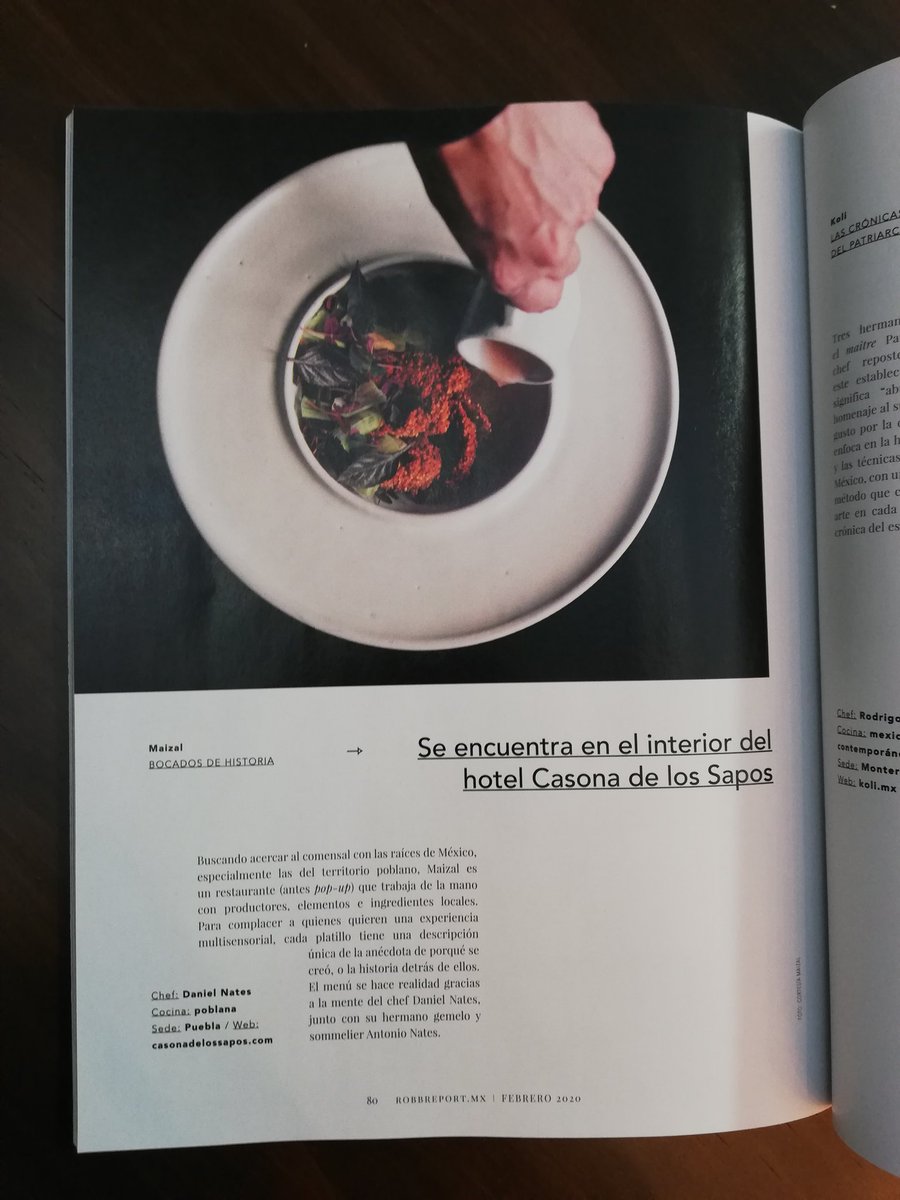 Maizal
BOCADOS DE HISTORIA
→
Se encuentra en el interior del
hotel Casona de los Sapos
Buscando acercar al comensal con las raíces de México,
especialmente las del territorio poblano, Maizal es
un restaurante (antes pop-up) que trabaja de la mano
con productores, elementos e ingredientes locales.
Para complacer a quienes quieren una experiencia
multisensorial, cada platillo tiene una descripción
única de la anécdota de porqué se
creó, o la historia detrás de ellos.
El menú se hace realidad gracias
a la mente del chef Daniel Nates,
junto con su hermano gemelo y
sommelier Antonio Nates.
Chef: Daniel Nates
Cocina: poblana
Sede: Puebla / Web:
casonadelossapos.com
FOTO: CORTESÍA MAIZAL
80 ROBBREPORT.MX | FEBRERO 2020
Koli
LAS CRÓNICAS
DEL PATRIARC
Tres herman
el maître Pa
chef reposte
este establec
significa "ab
homenaje al s
gusto por la
enfoca en la h
y las técnicas
México, con u
método que c
arte en cada
crónica del es
Chef: Rodrigo
Cocina: mexic
contemporáne
Sede: Monter
Web: koli.mx